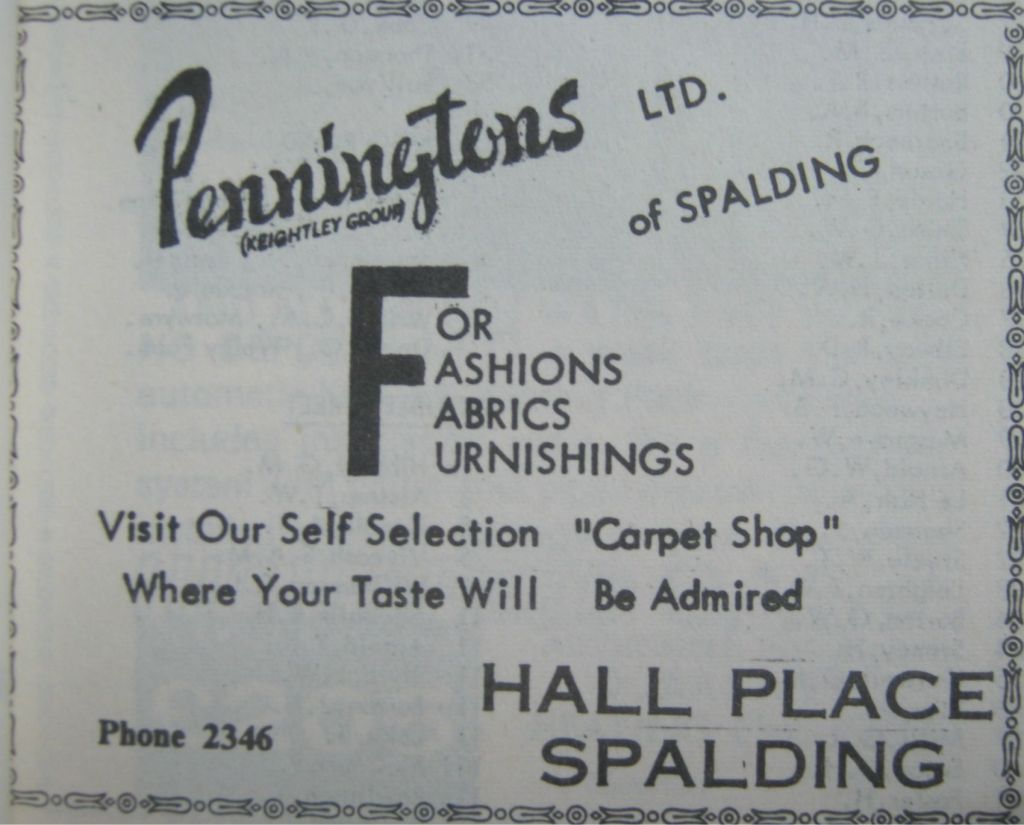 Penningtons LTD.
(KEIGHTLEY GROUP)
of SPALDING
FOR
FASHIONS
FABRICS
FURNISHINGS
Visit Our Self Selection "Carpet Shop"
Where Your Taste Will Be Admired
HALL PLACE
Phone 2346
SPALDING